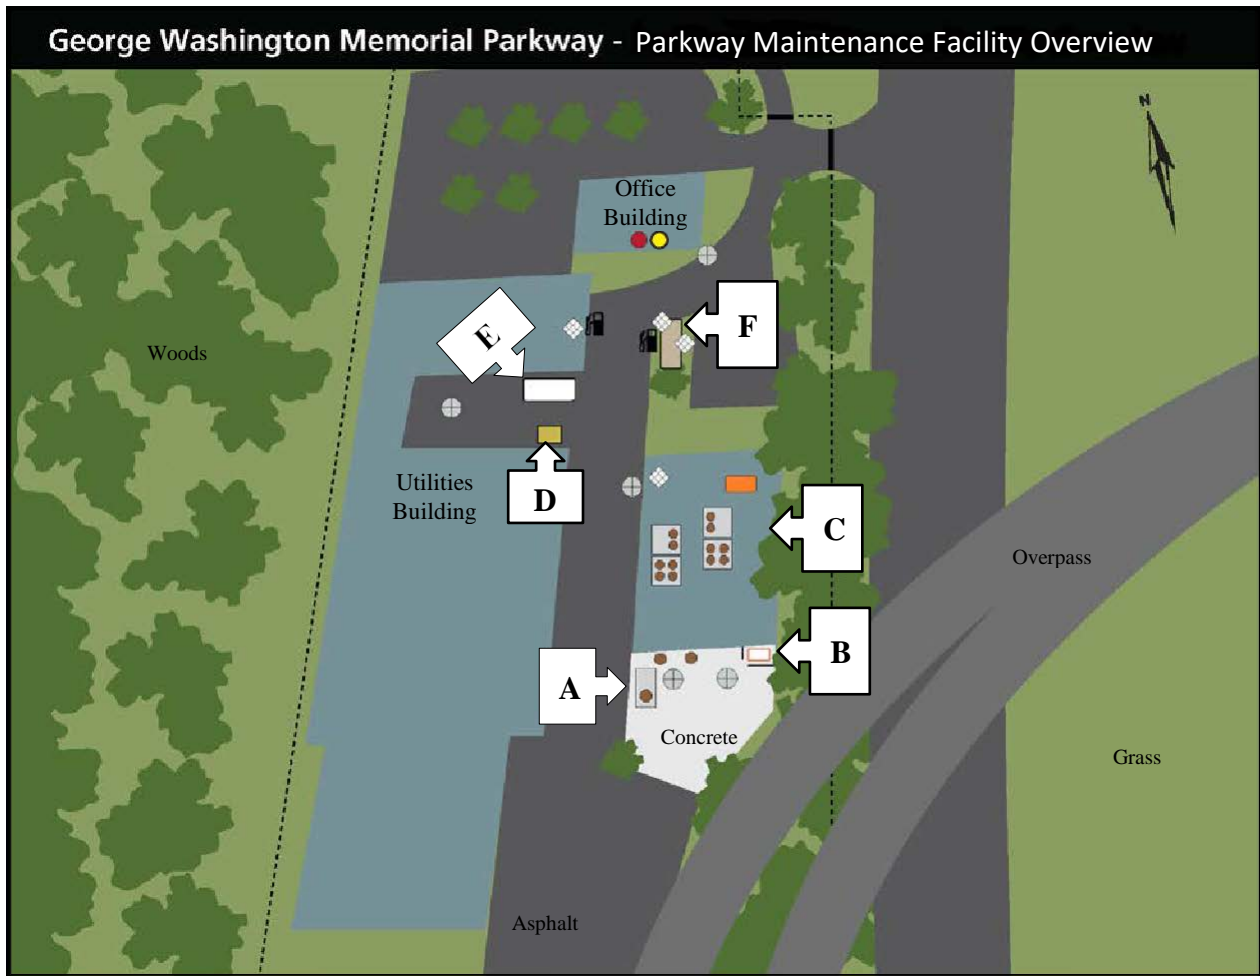 George Washington Memorial Parkway - Parkway Maintenance Facility Overview
N
Office
Building
E
F
Woods
Utilities
Building
D
C
Overpass
B
A
Concrete
Grass
Asphalt